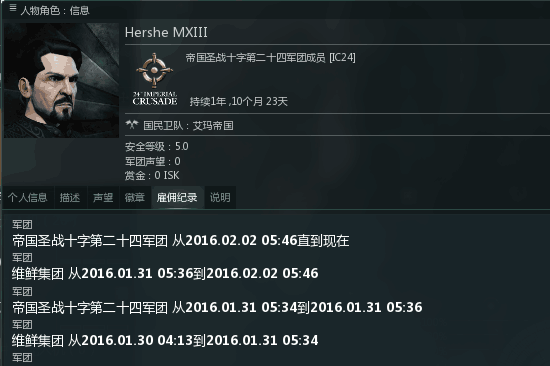 人物角色：信息
Hershe MXIII
帝国圣战十字第二十四军团成员 [IC24]
24TH IMPERIAL
CRUSADE
持续1年 ,10个月 23天
国民卫队：艾玛帝国
安全等级：5.0
军团声望：0
赏金：0 ISK
个人信息 描述 声望 徽章 雇佣纪录 说明
军团
帝国圣战十字第二十四军团 从2016.02.02 05:46直到现在
军团
维鲜集团 从2016.01.31 05:36到2016.02.02 05:46
军团
帝国圣战十字第二十四军团 从2016.01.31 05:34到2016.01.31 05:36
军团
维鲜集团 从2016.01.30 04:13到2016.01.31 05:34
军团